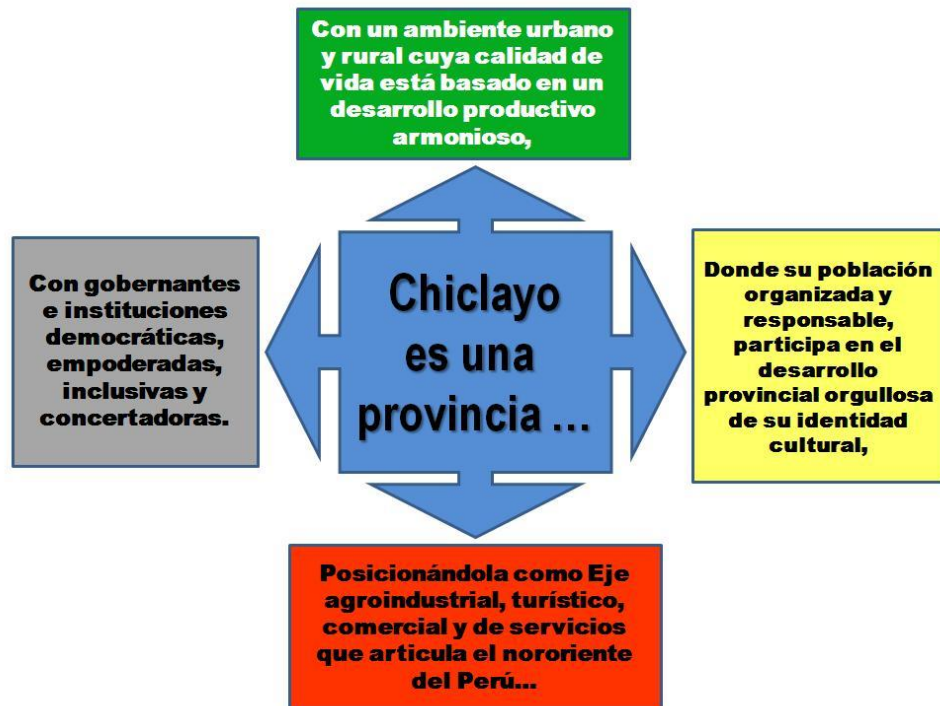 Con un ambiente urbano
y rural cuya calidad de
vida está basado en un
desarrollo productivo
armonioso,
Con gobernantes
e instituciones
democráticas,
empoderadas,
inclusivas y
concertadoras.
Chiclayo
es una
provincia ...
Donde su población
organizada y
responsable,
participa en el
desarrollo
provincial orgullosa
de su identidad
cultural,
Posicionándola como Eje
agroindustrial, turístico,
comercial y de servicios
que articula el nororiente
del Perú...